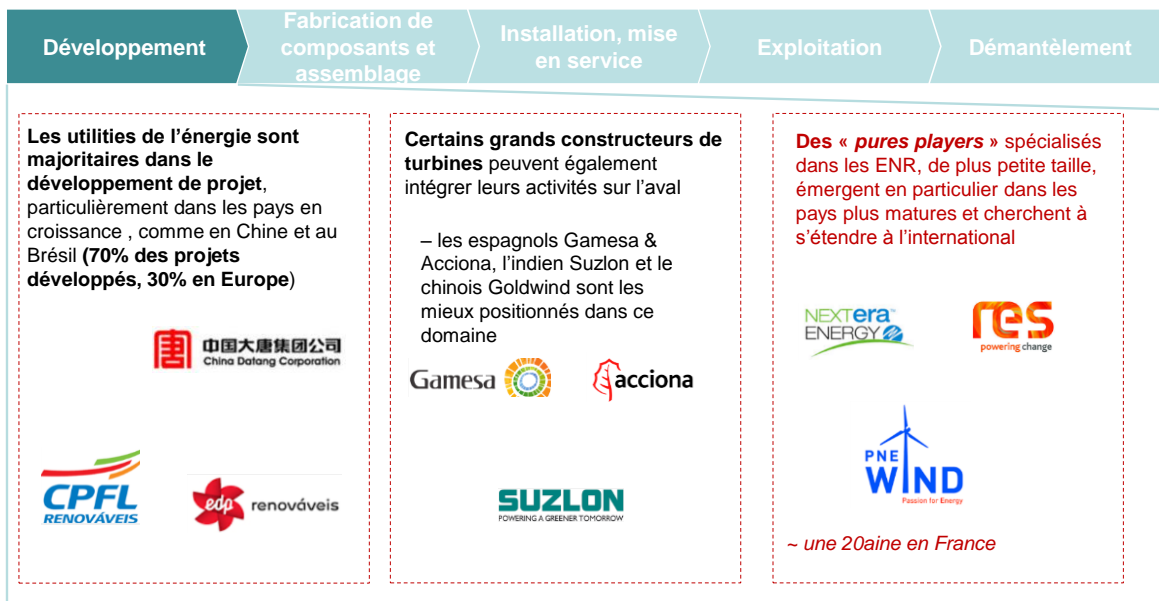 Développement
Fabrication de
composants et
assemblage
Installation, mise
en service
Exploitation
Démantèlement
Les utilities de l’énergie sont
majoritaires dans le
développement de projet,
particulièrement dans les pays en
croissance , comme en Chine et au
Brésil (70% des projets
développés, 30% en Europe)
唐
中国大唐集团公司
China Datang Corporation
CPFL
RENOVÁVEIS
edp renováveis
Certains grands constructeurs de
turbines peuvent également
intégrer leurs activités sur l’aval
– les espagnols Gamesa &
Acciona, l’indien Suzlon et le
chinois Goldwind sont les
mieux positionnés dans ce
domaine
Gamesa
acciona
SUZLON
POWERING A GREENER TOMORROW
Des « pures players » spécialisés
dans les ENR, de plus petite taille,
émergent en particulier dans les
pays plus matures et cherchent à
s’étendre à l’international
NEXTera
ENERGY
res
powering change
PNE
WIND
Passion for Energy
~ une 20aine en France